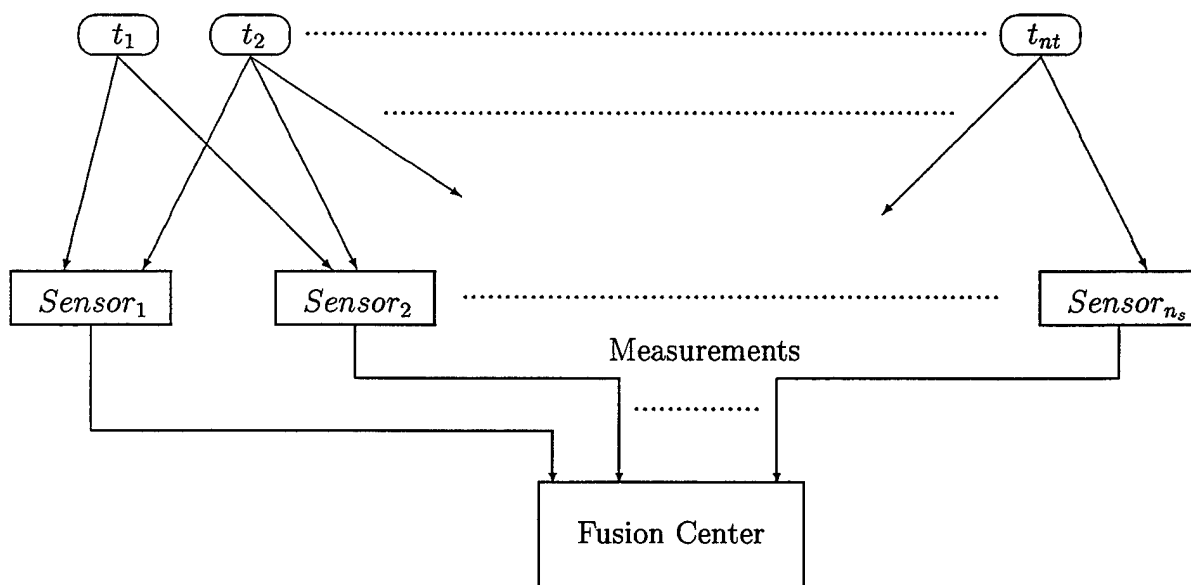 t₁ t₂ tₙₜ
Sensor₁ Sensor₂ Sensorₙₛ
Measurements
Fusion Center